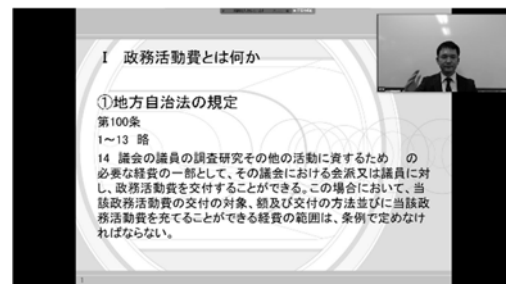 Ⅰ 政務活動費とは何か
①地方自治法の規定
第100条
1~13 略
14 議会の議員の調査研究その他の活動に資するため の
必要な経費の一部として、その議会における会派又は議員に対
し、政務活動費を交付することができる。この場合において、当
該政務活動費の交付の対象、額及び交付の方法並びに当該政
務活動費を充てることができる経費の範囲は、条例で定めなけ
ればならない。
1